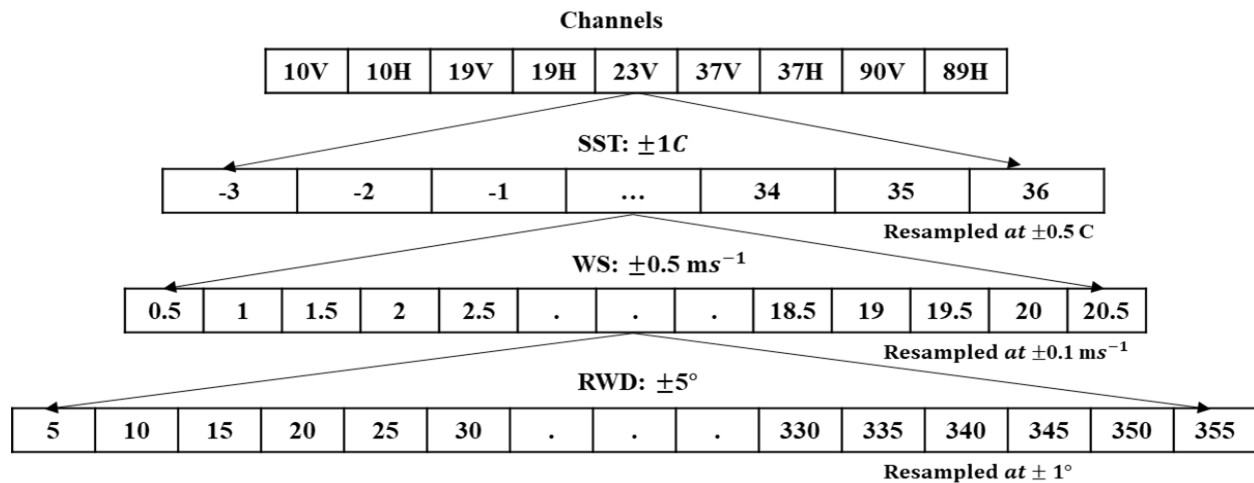 Channels
10V 10H 19V 19H 23V 37V 37H 90V 89H
SST: ±1C
-3 -2 -1 ... 34 35 36
Resampled at ±0.5 C
WS: ±0.5 ms⁻¹
0.5 1 1.5 2 2.5 . . . 18.5 19 19.5 20 20.5
Resampled at ±0.1 ms⁻¹
RWD: ±5°
5 10 15 20 25 30 . . . 330 335 340 345 350 355
Resampled at ± 1°